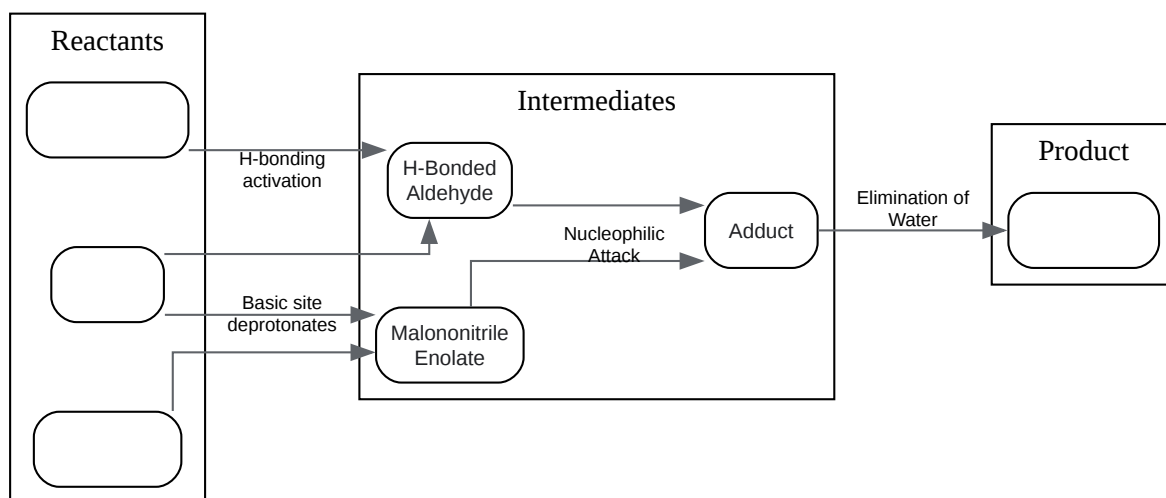 Reactants
Intermediates
Product
H-bonding
activation
H-Bonded
Aldehyde
Nucleophilic
Attack
Adduct
Elimination of
Water
Basic site
deprotonates
Malononitrile
Enolate